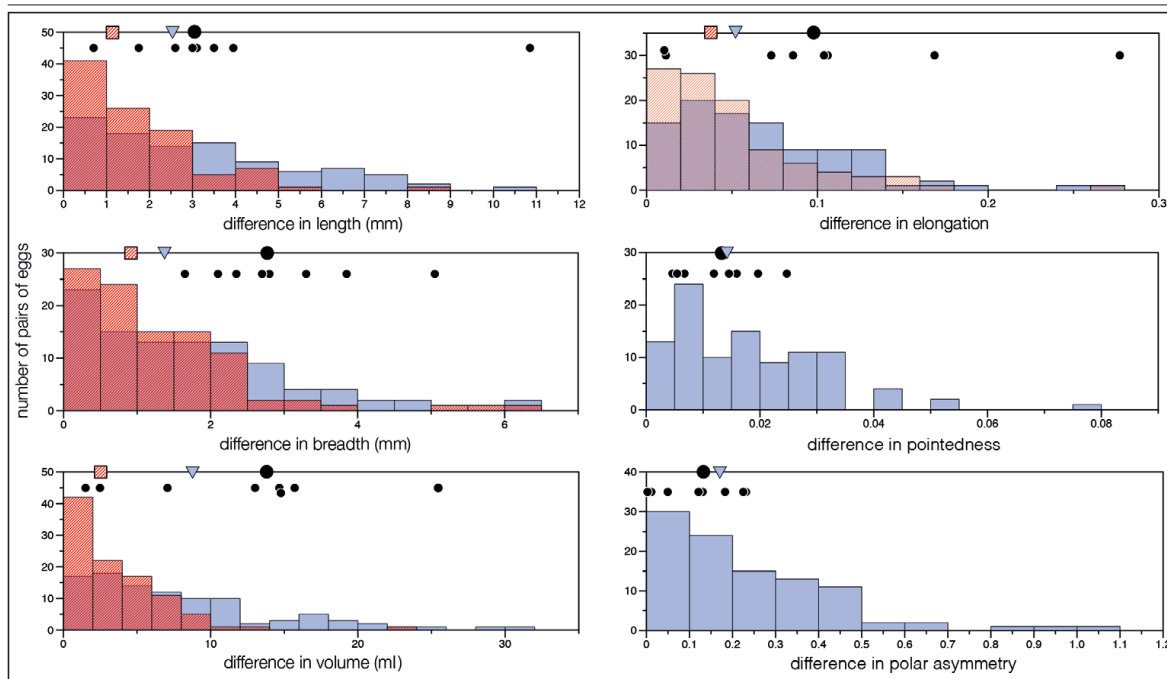 50
40
30
20
10
0
0 1 2 3 4 5 6 7 8 9 10 11 12
difference in length (mm)
30
20
10
0
0 0.1 0.2 0.3
difference in elongation
number of pairs of eggs
30
20
10
0
0 2 4 6
difference in breadth (mm)
30
20
10
0
0 0.02 0.04 0.06 0.08
difference in pointedness
50
40
30
20
10
0
0 10 20 30
difference in volume (ml)
40
30
20
10
0
0 0.1 0.2 0.3 0.4 0.5 0.6 0.7 0.8 0.9 1.0 1.1 1.2
difference in polar asymmetry